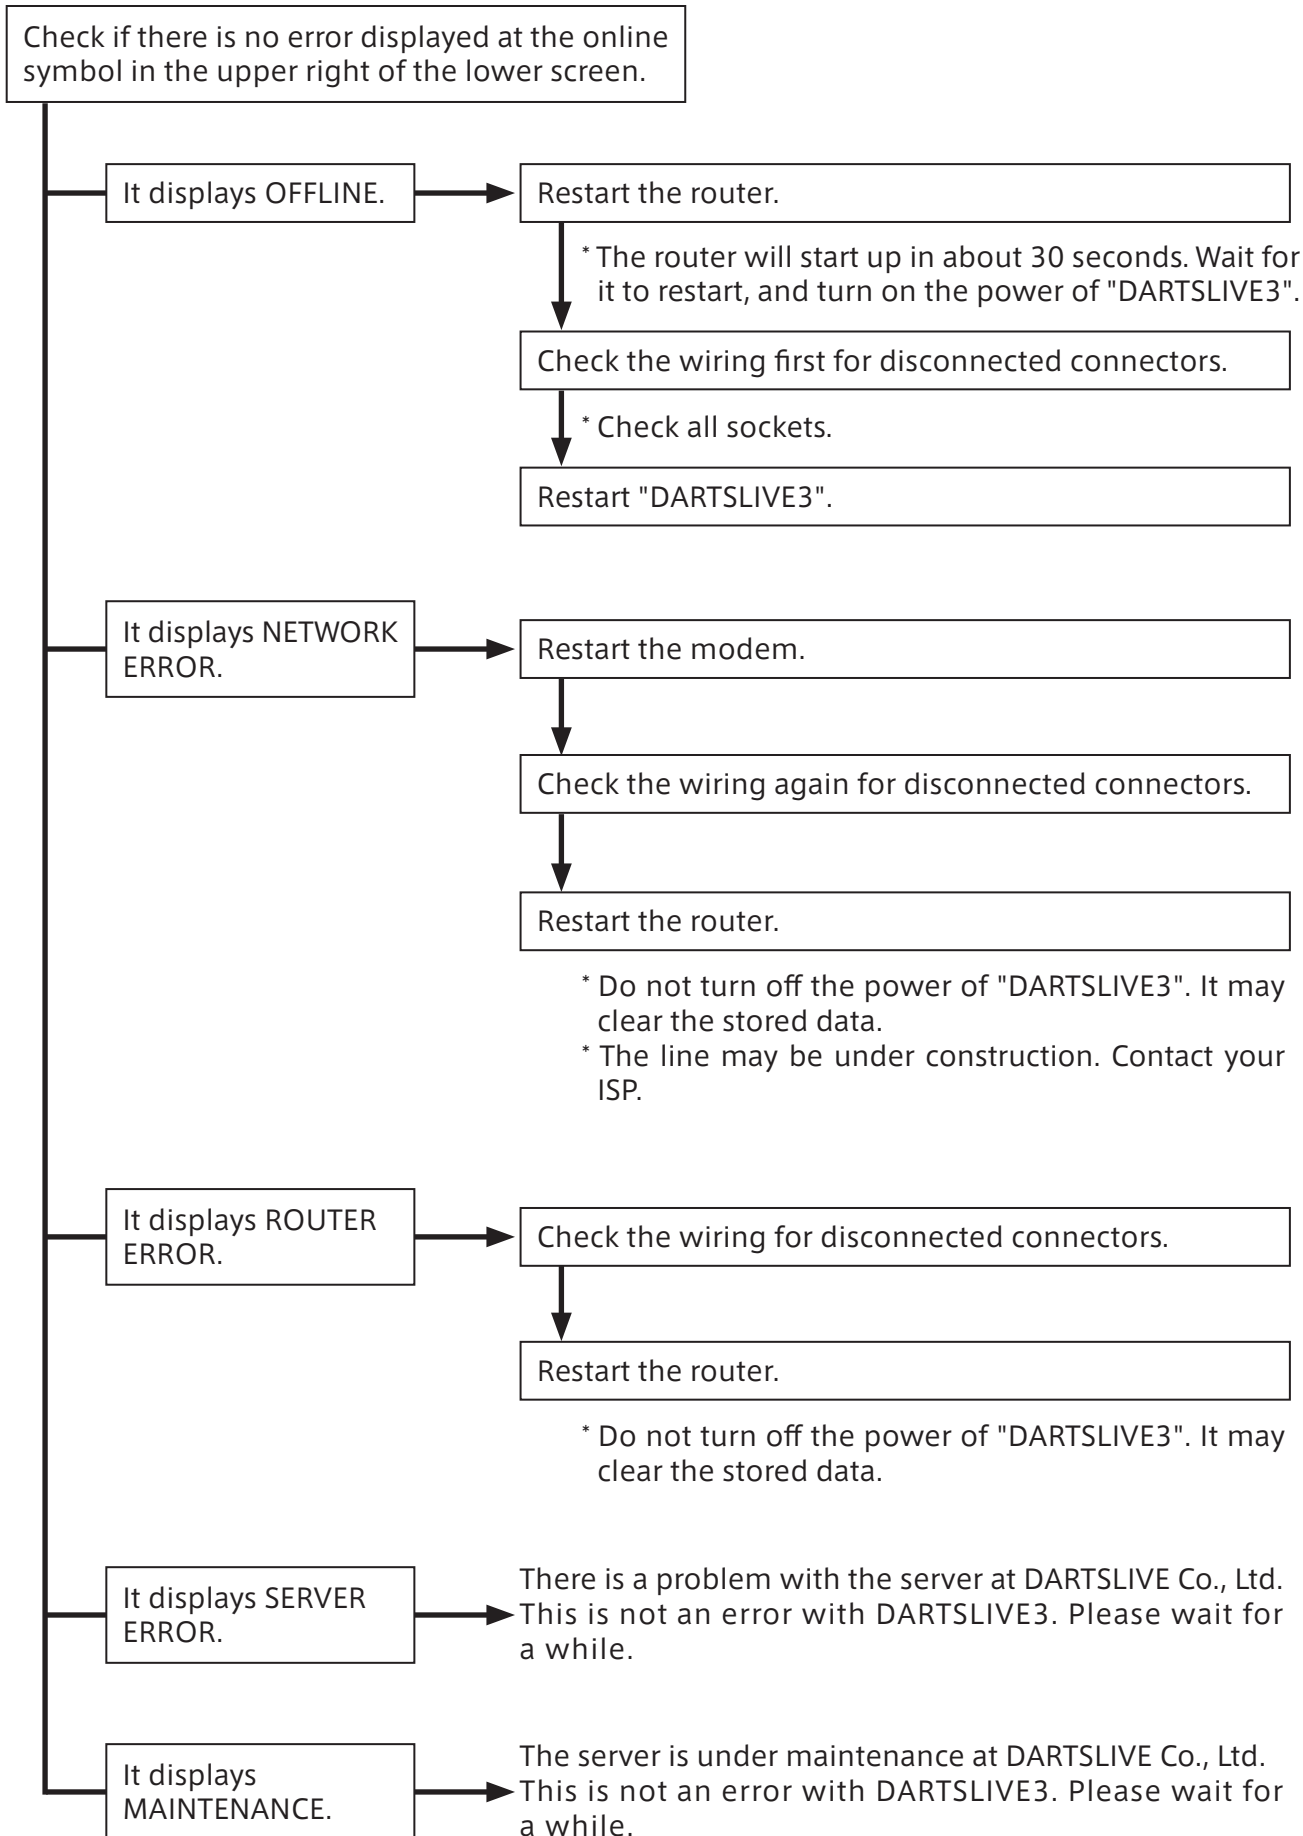 Check if there is no error displayed at the online
symbol in the upper right of the lower screen.
It displays OFFLINE.
Restart the router.
* The router will start up in about 30 seconds. Wait for
it to restart, and turn on the power of "DARTSLIVE3".
Check the wiring first for disconnected connectors.
* Check all sockets.
Restart "DARTSLIVE3".
It displays NETWORK
ERROR.
Restart the modem.
Check the wiring again for disconnected connectors.
Restart the router.
* Do not turn off the power of "DARTSLIVE3". It may
clear the stored data.
* The line may be under construction. Contact your
ISP.
It displays ROUTER
ERROR.
Check the wiring for disconnected connectors.
Restart the router.
* Do not turn off the power of "DARTSLIVE3". It may
clear the stored data.
It displays SERVER
ERROR.
There is a problem with the server at DARTSLIVE Co., Ltd.
This is not an error with DARTSLIVE3. Please wait for
a while.
It displays
MAINTENANCE.
The server is under maintenance at DARTSLIVE Co., Ltd.
This is not an error with DARTSLIVE3. Please wait for
a while.